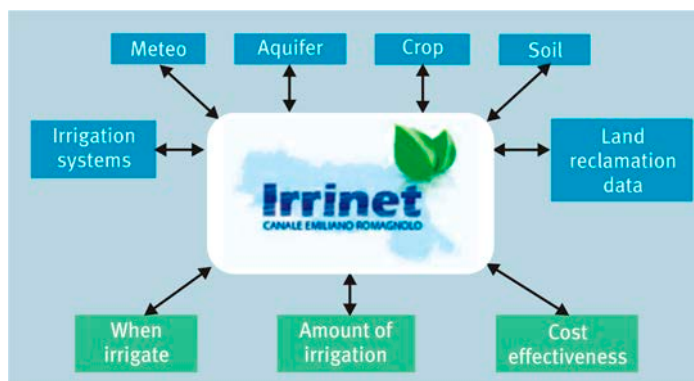 Meteo
Aquifer
Crop
Soil
Irrigation
systems
Land
reclamation
data
Irrinet
CANALE EMILIANO ROMAGNOLO
When
irrigate
Amount of
irrigation
Cost
effectiveness